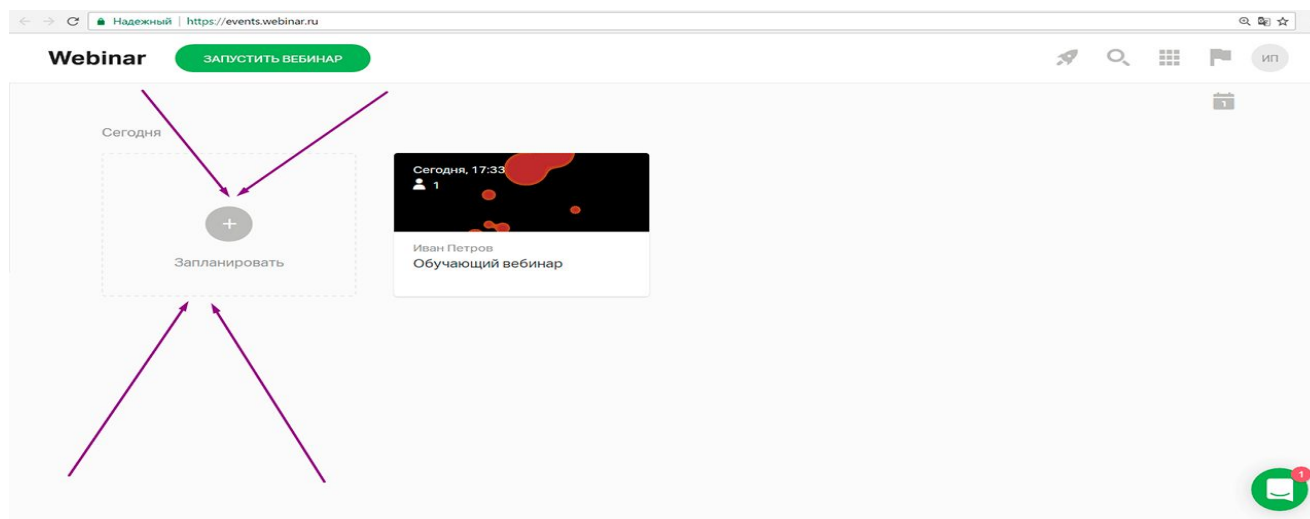 Надежный | https://events.webinar.ru
Webinar
ЗАПУСТИТЬ ВЕБИНАР
ИП
1
Сегодня
Запланировать
Сегодня, 17:33
1
Иван Петров
Обучающий вебинар
1